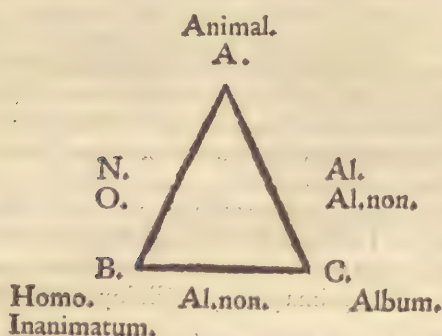 Animal.
A.
N. Al.
O. Al.non.
B. C.
Homo. Al.non. Album.
Inanimatum.